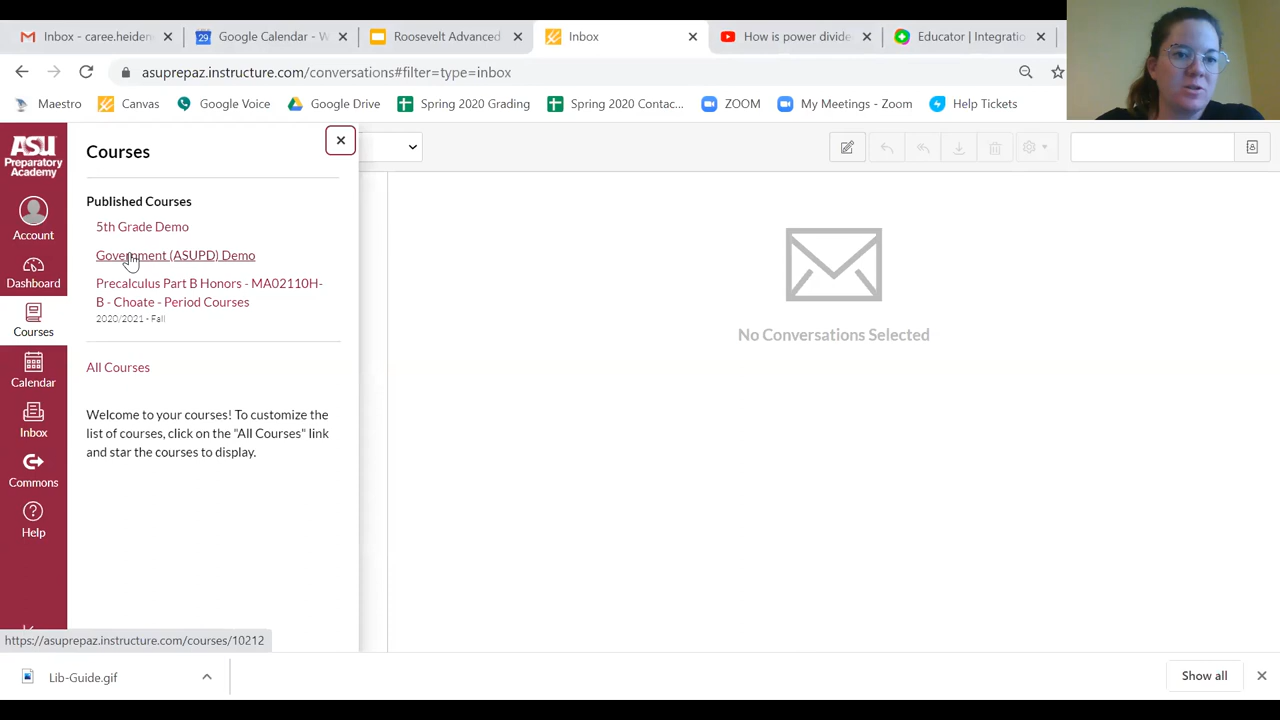 Inbox - caree.heiden
Google Calendar - W
Roosevelt Advanced
Inbox
How is power divide
Educator | Integratio
asuprepaz.instructure.com/conversations#filter=type=inbox
Maestro
Canvas
Google Voice
Google Drive
Spring 2020 Grading
Spring 2020 Contac...
ZOOM
My Meetings - Zoom
Help Tickets
ASU
Preparatory
Academy
Account
Dashboard
Courses
Calendar
Inbox
Commons
Help
Courses
Published Courses
5th Grade Demo
Government (ASUPD) Demo
Precalculus Part B Honors - MA02110H-
B - Choate - Period Courses
2020/2021 - Fall
All Courses
Welcome to your courses! To customize the
list of courses, click on the "All Courses" link
and star the courses to display.
No Conversations Selected
https://asuprepaz.instructure.com/courses/10212
Lib-Guide.gif
Show all